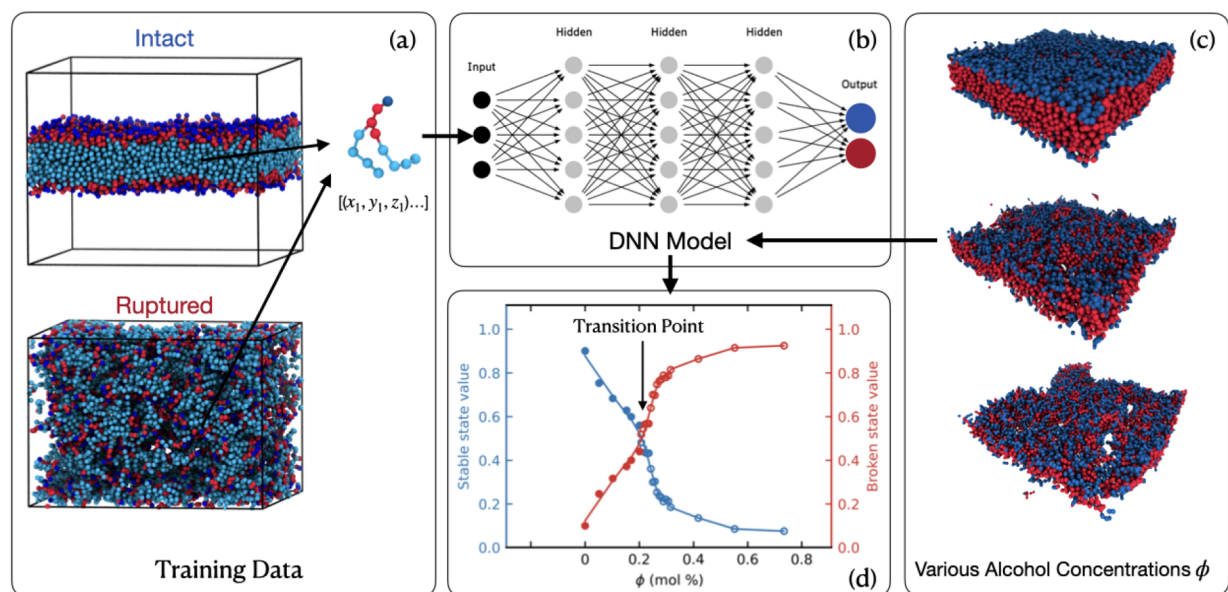 (a)
Intact
[(x₁, y₁, z₁)...]
Ruptured
Training Data
(b)
Hidden Hidden Hidden
Input
Output
DNN Model
(c)
Various Alcohol Concentrations ϕ
Transition Point
Stable state value
1.0
0.8
0.6
0.4
0.2
0.0
Broken state value
1.0
0.8
0.6
0.4
0.2
0.0
0 0.2 0.4 0.6 0.8
ϕ (mol %)
(d)